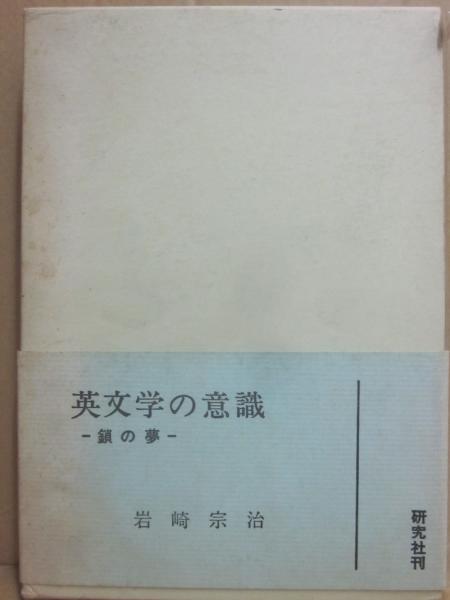 英文学の意識
-鎖の夢-
岩崎宗治
研究社刊